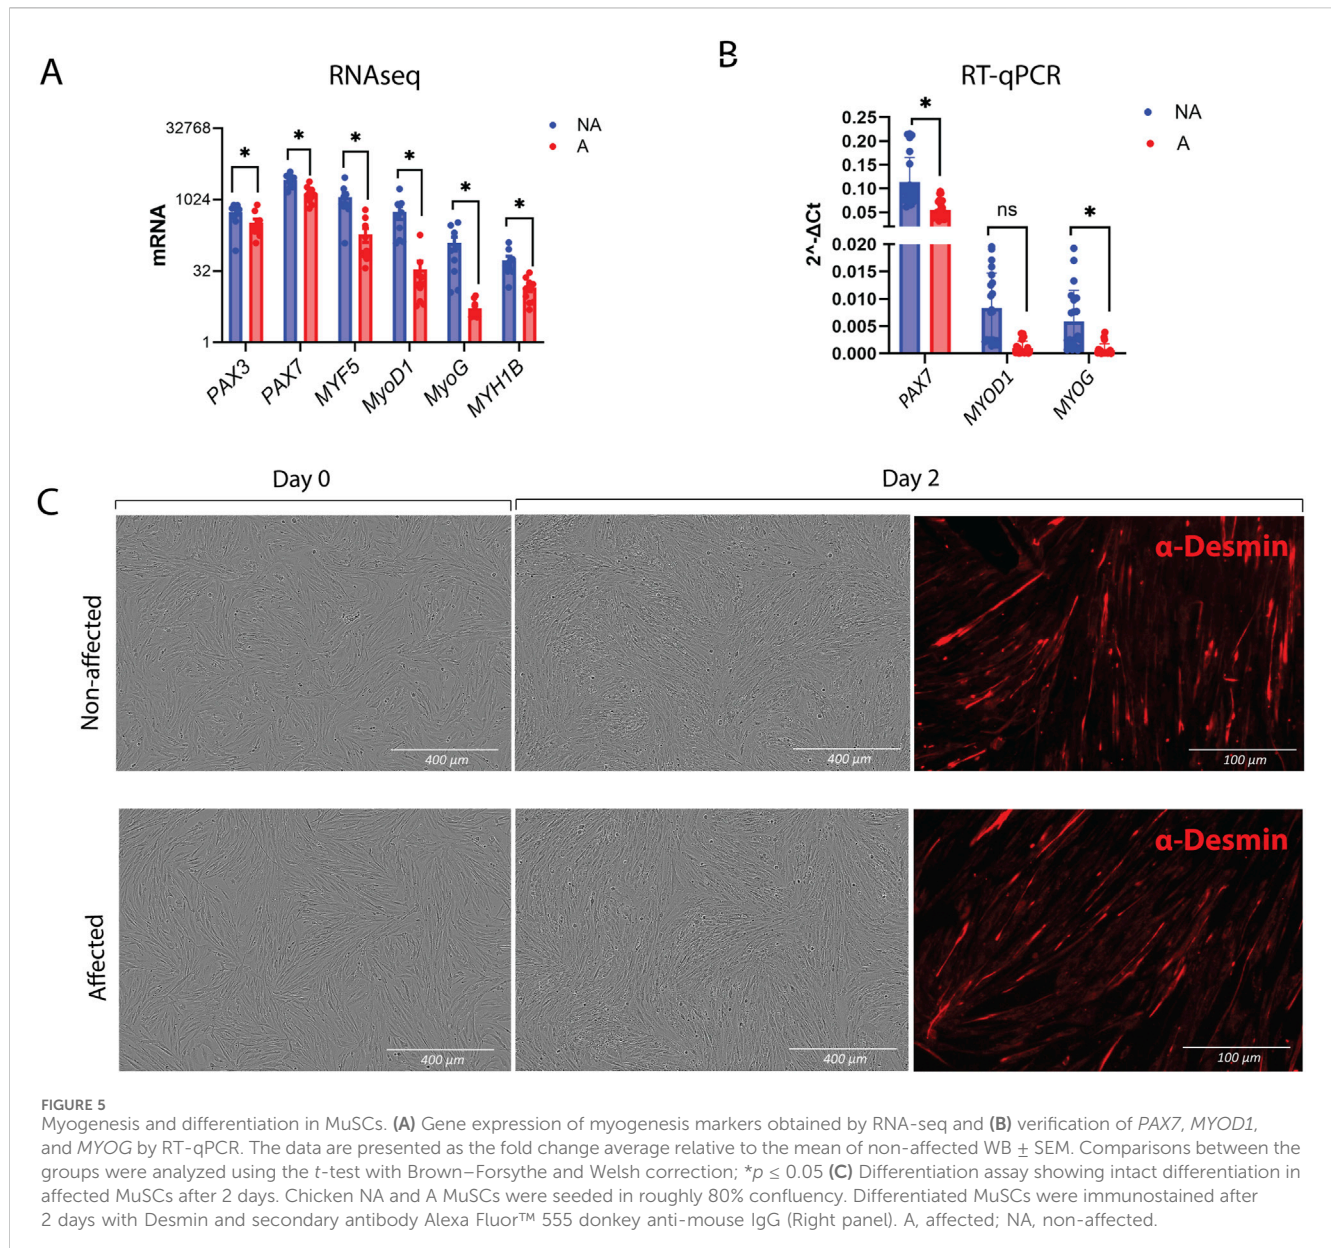 A
RNAseq
mRNA
32768
1024
32
1
NA
A
*
*
*
*
*
*
PAX3
PAX7
MYF5
MyoD1
MyoG
MYH1B
B
RT-qPCR
2^-ΔCt
0.25
0.20
0.15
0.10
0.05
0.020
0.015
0.010
0.005
0.000
NA
A
*
ns
*
PAX7
MYOD1
MYOG
C
Day 0
Day 2
Non-affected
400 µm
400 µm
α-Desmin
100 µm
Affected
400 µm
400 µm
α-Desmin
100 µm
FIGURE 5
Myogenesis and differentiation in MuSCs. (A) Gene expression of myogenesis markers obtained by RNA-seq and (B) verification of PAX7, MYOD1,
and MYOG by RT-qPCR. The data are presented as the fold change average relative to the mean of non-affected WB ± SEM. Comparisons between the
groups were analyzed using the t-test with Brown–Forsythe and Welsh correction; *p ≤ 0.05 (C) Differentiation assay showing intact differentiation in
affected MuSCs after 2 days. Chicken NA and A MuSCs were seeded in roughly 80% confluency. Differentiated MuSCs were immunostained after
2 days with Desmin and secondary antibody Alexa Fluor™ 555 donkey anti-mouse IgG (Right panel). A, affected; NA, non-affected.